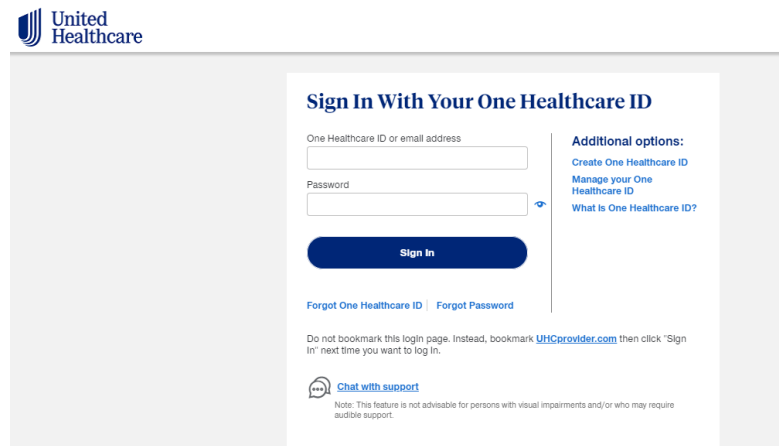 United
Healthcare
Sign In With Your One Healthcare ID
One Healthcare ID or email address
Password
Sign In
Forgot One Healthcare ID
Forgot Password
Additional options:
Create One Healthcare ID
Manage your One
Healthcare ID
What Is One Healthcare ID?
Do not bookmark this login page. Instead, bookmark UHCprovider.com then click "Sign
In" next time you want to log In.
Chat with support
Note: This feature is not advisable for persons with visual impairments and/or who may require
audible support.